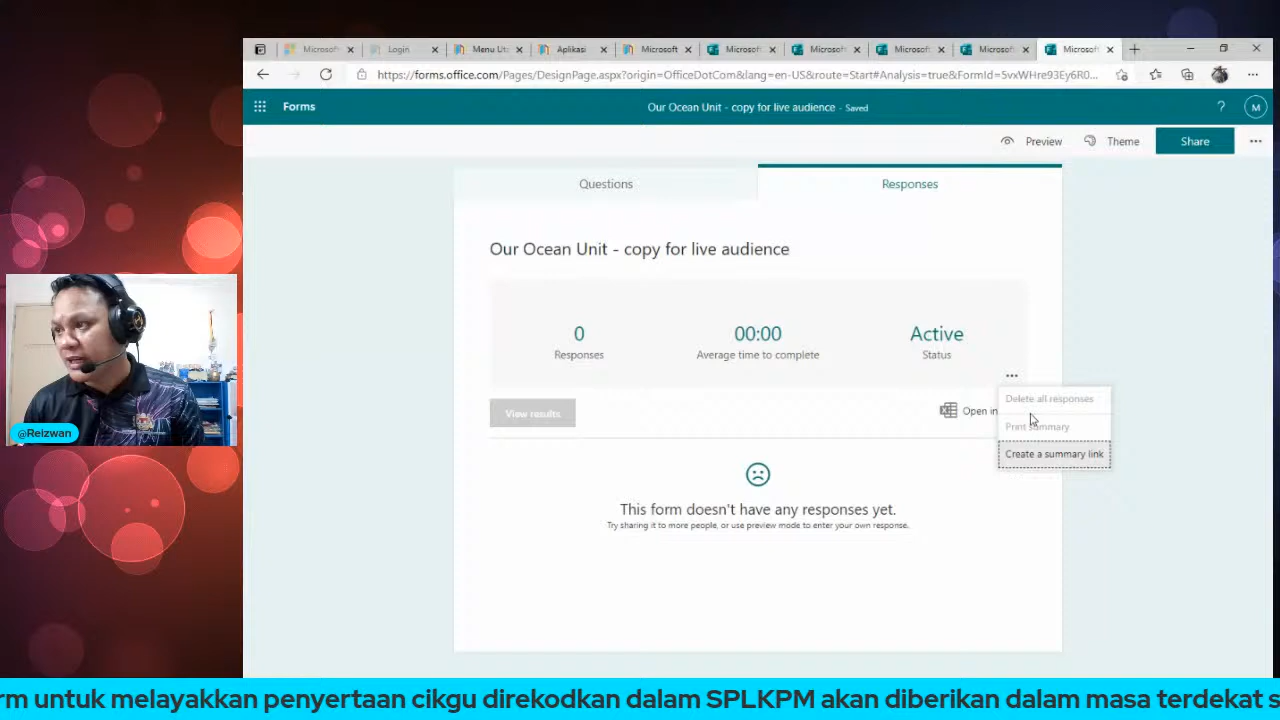 Microsoft
Login
Menu Ut
Aplikasi
Microsoft
Microsoft
Microsoft
Microsoft
Microsoft
Microsoft
https://forms.office.com/Pages/DesignPage.aspx?origin=OfficeDotCom&lang=en-US&route=Start#Analysis=true&FormId=5vxWHre93Ey6R0...
Forms
Our Ocean Unit - copy for live audience - Saved
? M
Preview Theme Share ...
Questions Responses
Our Ocean Unit - copy for live audience
0 00:00 Active
Responses Average time to complete Status
...
View results Open in
Delete all responses
Print summary
Create a summary link
This form doesn't have any responses yet.
Try sharing it to more people, or use preview mode to enter your own response.
@Reizwan
rm untuk melayakkan penyertaan cikgu direkodkan dalam SPLKPM akan diberikan dalam masa terdekat s